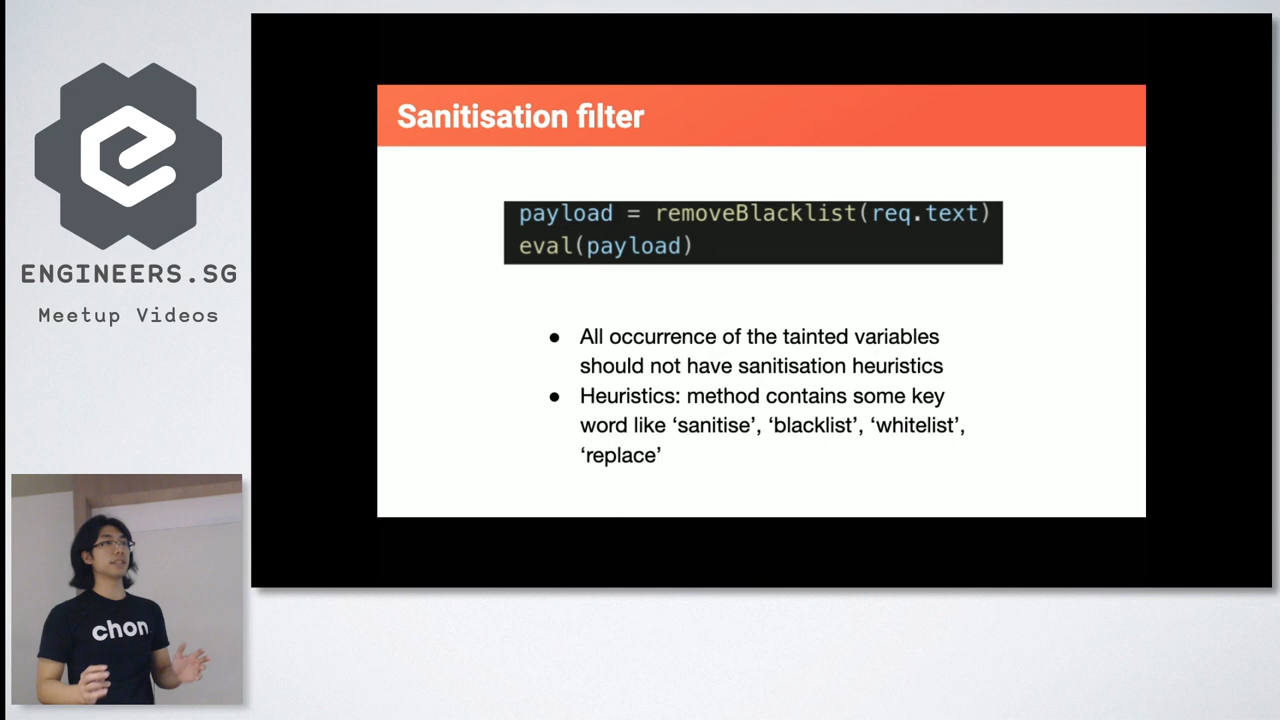 ENGINEERS.SG
Meetup Videos
Sanitisation filter
payload = removeBlacklist(req.text)
eval(payload)
● All occurrence of the tainted variables
should not have sanitisation heuristics
● Heuristics: method contains some key
word like ‘sanitise’, ‘blacklist’, ‘whitelist’,
‘replace’
chon